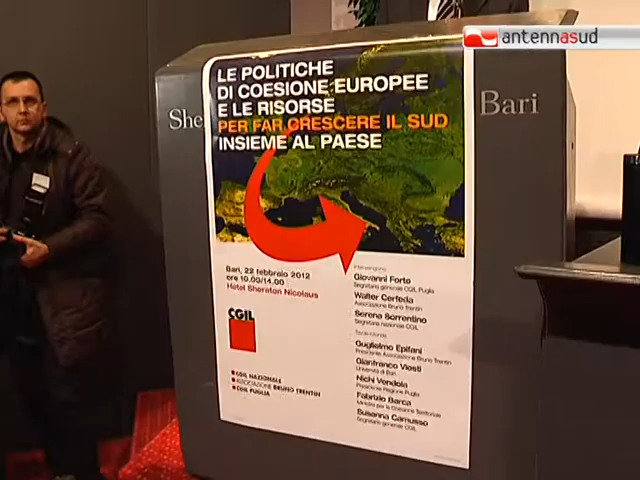 antennasud
She
Bari
LE POLITICHE
DI COESIONE EUROPEE
E LE RISORSE
PER FAR CRESCERE IL SUD
INSIEME AL PAESE
Bari, 22 febbraio 2012
ore 10.00/14.00
Hotel Sheraton Nicolaus
CGIL
CGIL NAZIONALE
ASSOCIAZIONE BRUNO TRENTIN
CGIL PUGLIA
Giovanni Forte
Segretario generale CGIL Puglia
Walter Cerfeda
Associazione Bruno Trentin
Serena Sorrentino
Segretaria nazionale CGIL
Guglielmo Epifani
Presidente Associazione Bruno Trentin
Gianfranco Viesti
Università di Bari
Nichi Vendola
Presidente Regione Puglia
Fabrizio Barca
Ministro per la Coesione Territoriale
Susanna Camusso
Segretario generale CGIL